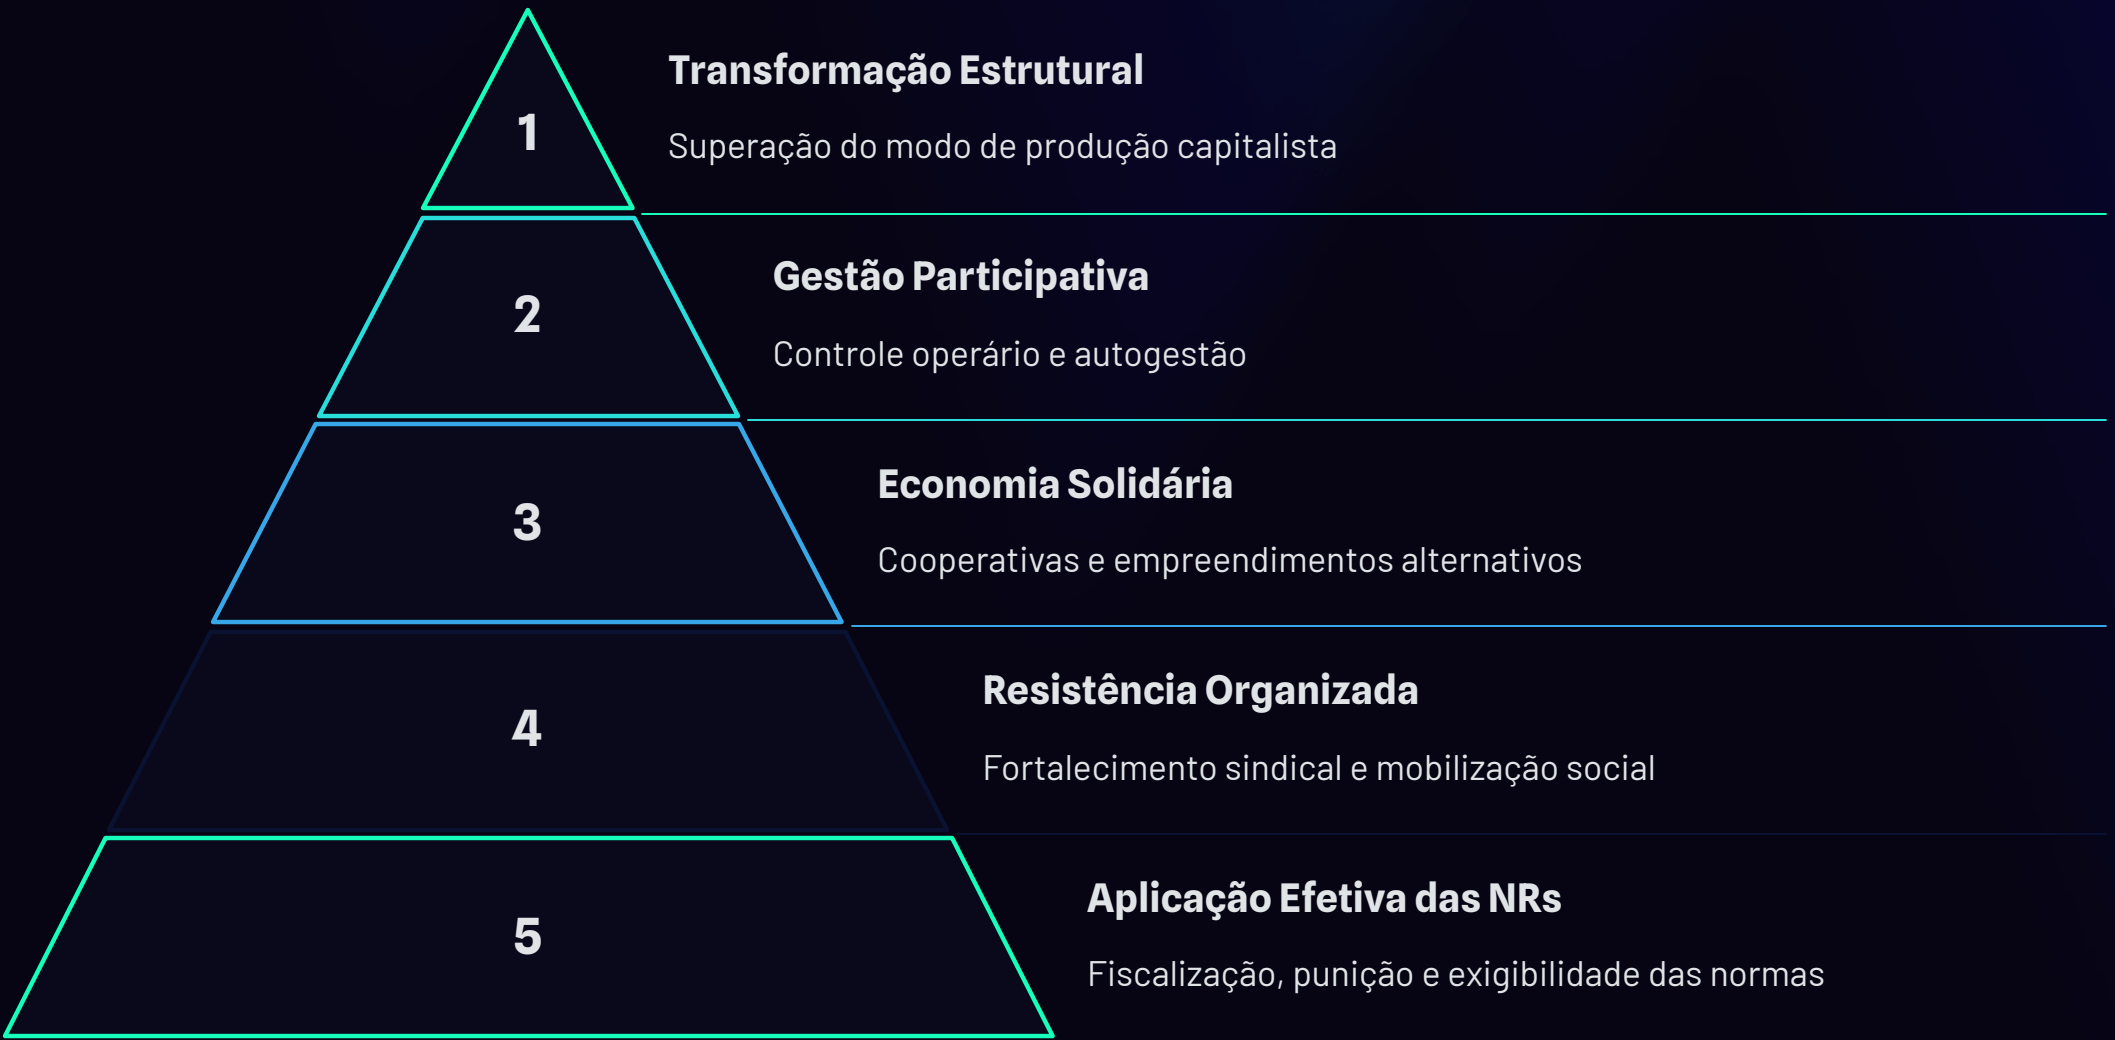 1
Transformação Estrutural
Superação do modo de produção capitalista
2
Gestão Participativa
Controle operário e autogestão
3
Economia Solidária
Cooperativas e empreendimentos alternativos
4
Resistência Organizada
Fortalecimento sindical e mobilização social
5
Aplicação Efetiva das NRs
Fiscalização, punição e exigibilidade das normas